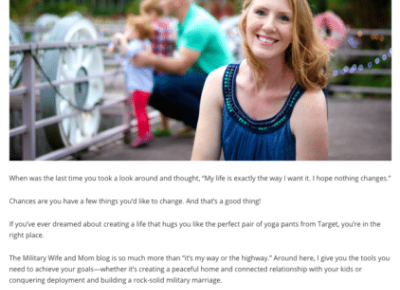 When was the last time you took a look around and thought, "My life is exactly the way I want it. I hope nothing changes."
Chances are you have a few things you'd like to change. And that's a good thing!
If you've ever dreamed about creating a life that hugs you like the perfect pair of yoga pants from Target, you're in the
right place.
The Military Wife and Mom blog is so much more than "it's my way or the highway." Around here, I give you the tools you
need to achieve your goals—whether it's creating a peaceful home and connected relationship with your kids or
conquering deployment and building a rock-solid military marriage.